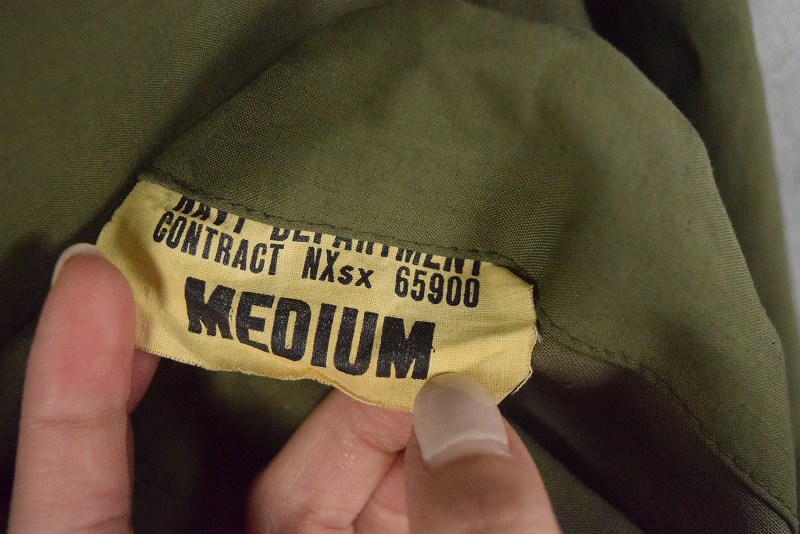 NAVY DEPARTMENT
CONTRACT NXsx 65900
MEDIUM